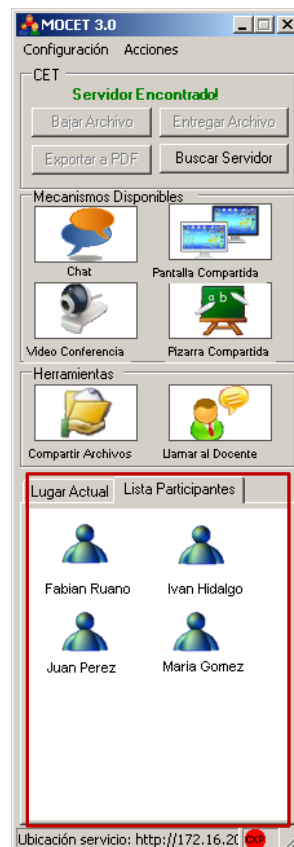 MOCET 3.0
Configuración Acciones
CET
Servidor Encontrado!
Bajar Archivo Entregar Archivo
Exportar a PDF Buscar Servidor
Mecanismos Disponibles
a b
Chat Pantalla Compartida
Video Conferencia Pizarra Compartida
Herramientas
Compartir Archivos Llamar al Docente
Lugar Actual Lista Participantes
Fabian Ruano Ivan Hidalgo
Juan Perez Maria Gomez
Ubicación servicio: http://172.16.20